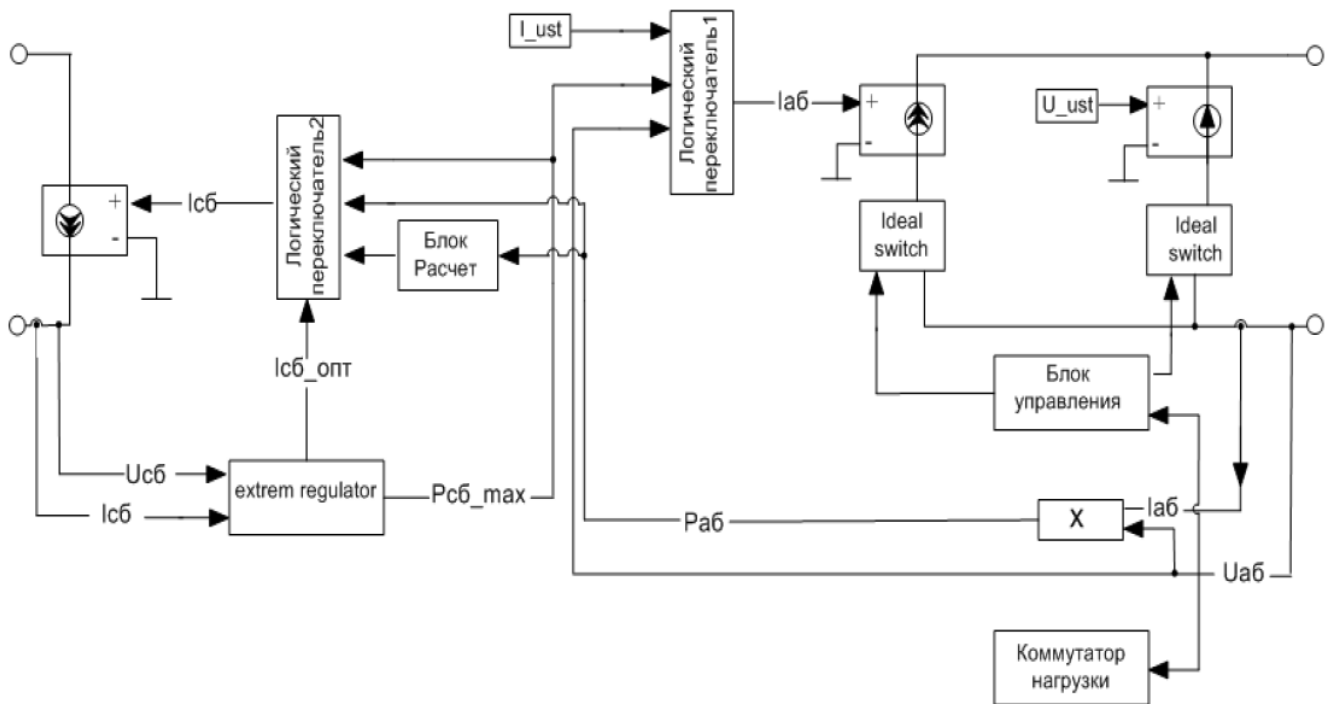 I_ust
Логический
переключатель1
Iаб
+
-
U_ust
+
-
Логический
переключатель2
Iсб
+
-
Блок
Расчет
Ideal
switch
Ideal
switch
Iсб_опт
Блок
управления
Uсб
extrem regulator
Pсб_max
Iсб
Pаб
X
Iаб
Uаб
Коммутатор
нагрузки